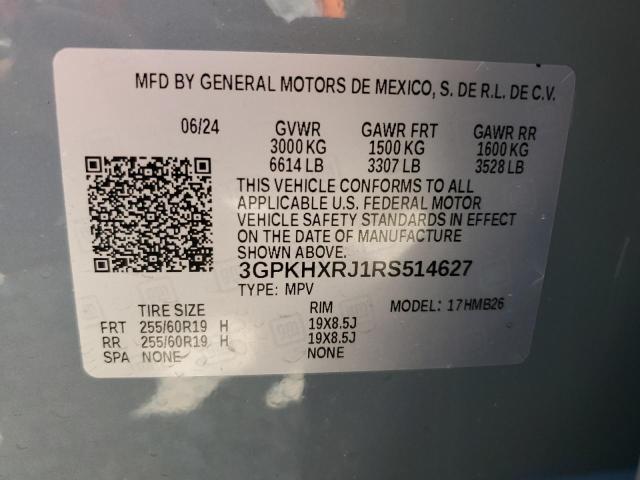 MFD BY GENERAL MOTORS DE MEXICO, S. DE R.L. DE C.V.
06/24 GVWR GAWR FRT GAWR RR
3000 KG 1500 KG 1600 KG
6614 LB 3307 LB 3528 LB
THIS VEHICLE CONFORMS TO ALL
APPLICABLE U.S. FEDERAL MOTOR
VEHICLE SAFETY STANDARDS IN EFFECT
ON THE DATE OF MANUFACTURE
SHOWN ABOVE.
3GPKHXRJ1RS514627
TYPE: MPV MODEL: 17HMB26
TIRE SIZE RIM
FRT 255/60R19 H 19X8.5J
RR 255/60R19 H 19X8.5J
SPA NONE NONE